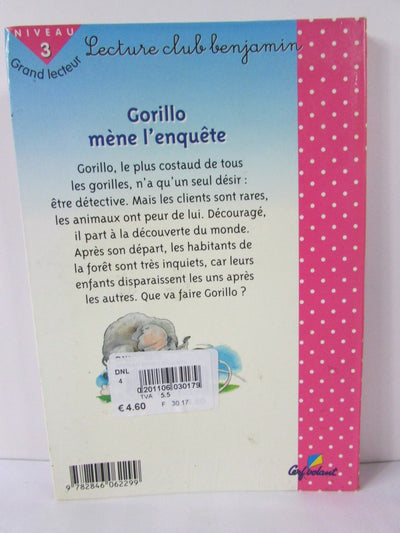 NIVEAU
3
Grand lecteur
Lecture club benjamin
Gorillo
mène l'enquête
Gorillo, le plus costaud de tous
les gorilles, n'a qu'un seul désir :
être détective. Mais les clients sont rares,
les animaux ont peur de lui. Découragé,
il part à la découverte du monde.
Après son départ, les habitants de
la forêt sont très inquiets, car leurs
enfants disparaissent les uns après
les autres. Que va faire Gorillo ?
DNL
4
0201106030179
TVA 5.5
€ 4.60 F 30.17
Cerf•volant
9 782846 062299